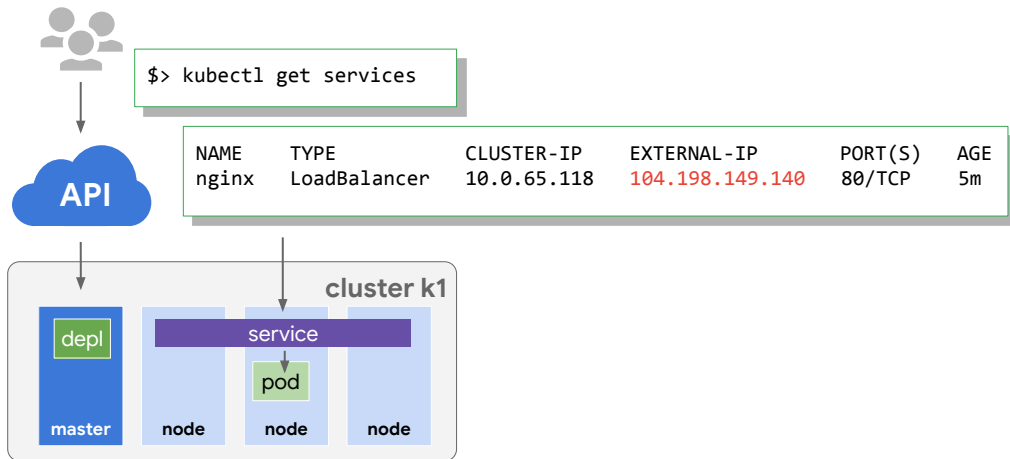 $> kubectl get services
NAME TYPE CLUSTER-IP EXTERNAL-IP PORT(S) AGE
nginx LoadBalancer 10.0.65.118 104.198.149.140 80/TCP 5m
API
cluster k1
depl
service
pod
master node node node